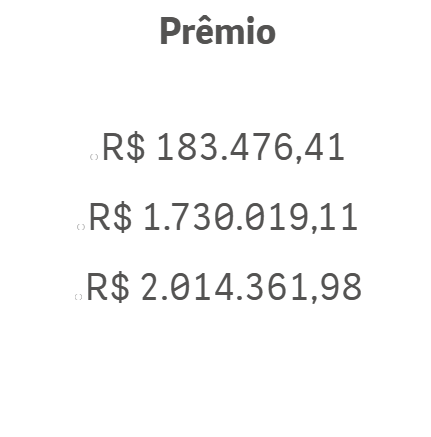 Prêmio
()R$ 183.476,41
()R$ 1.730.019,11
()R$ 2.014.361,98